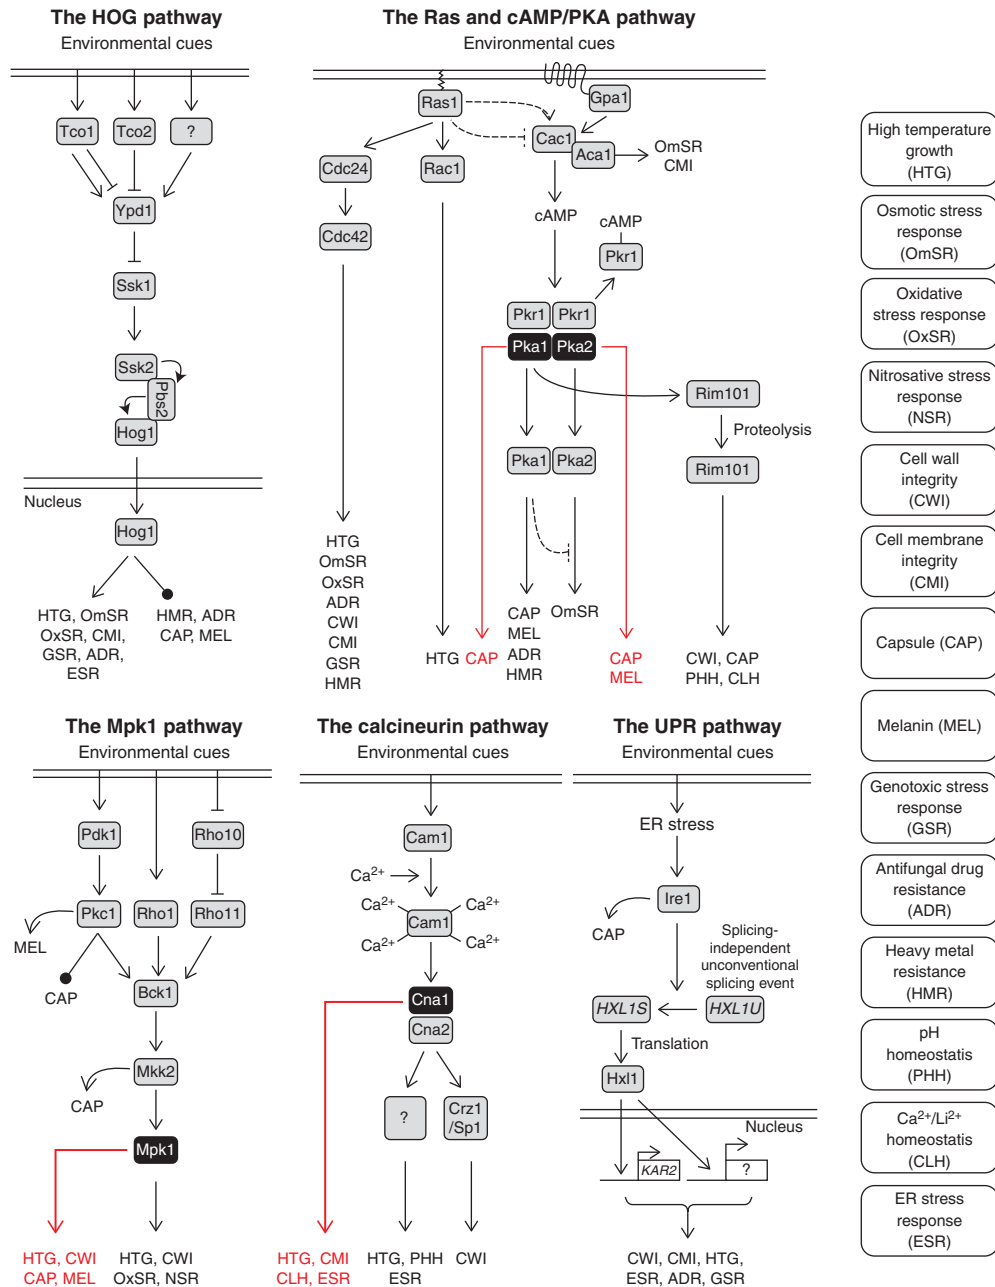 The HOG pathway
Environmental cues
Tco1
Tco2
?
Ypd1
Ssk1
Ssk2
Pbs2
Hog1
Nucleus
Hog1
HTG, OmSR
OxSR, CMI,
GSR, ADR,
ESR
HMR, ADR
CAP, MEL
The Ras and cAMP/PKA pathway
Environmental cues
Ras1
Gpa1
Cac1
Aca1
OmSR
CMI
Cdc24
Rac1
Cdc42
cAMP
cAMP
Pkr1
Pkr1
Pkr1
Pka1
Pka2
Rim101
Proteolysis
Pka1
Pka2
Rim101
HTG
OmSR
OxSR
ADR
CWI
CMI
GSR
HMR
HTG
CAP
CAP
MEL
ADR
HMR
OmSR
CAP
MEL
CWI, CAP
PHH, CLH
The Mpk1 pathway
Environmental cues
Pdk1
Rho10
Pkc1
Rho1
Rho11
MEL
CAP
Bck1
Mkk2
CAP
Mpk1
HTG, CWI
CAP, MEL
HTG, CWI
OxSR, NSR
The calcineurin pathway
Environmental cues
Cam1
Ca²⁺
Ca²⁺
Ca²⁺
Cam1
Ca²⁺
Ca²⁺
Cna1
Cna2
?
Crz1
/Sp1
HTG, CMI
CLH, ESR
HTG, PHH
ESR
CWI
The UPR pathway
Environmental cues
ER stress
Ire1
CAP
Splicing-
independent
unconventional
splicing event
HXL1S
HXL1U
Translation
Hxl1
Nucleus
KAR2
?
CWI, CMI, HTG,
ESR, ADR, GSR
High temperature
growth
(HTG)
Osmotic stress
response
(OmSR)
Oxidative
stress response
(OxSR)
Nitrosative stress
response
(NSR)
Cell wall
integrity
(CWI)
Cell membrane
integrity
(CMI)
Capsule (CAP)
Melanin (MEL)
Genotoxic stress
response
(GSR)
Antifungal drug
resistance
(ADR)
Heavy metal
resistance
(HMR)
pH
homeostatis
(PHH)
Ca²⁺/Li²⁺
homeostatis
(CLH)
ER stress
response
(ESR)